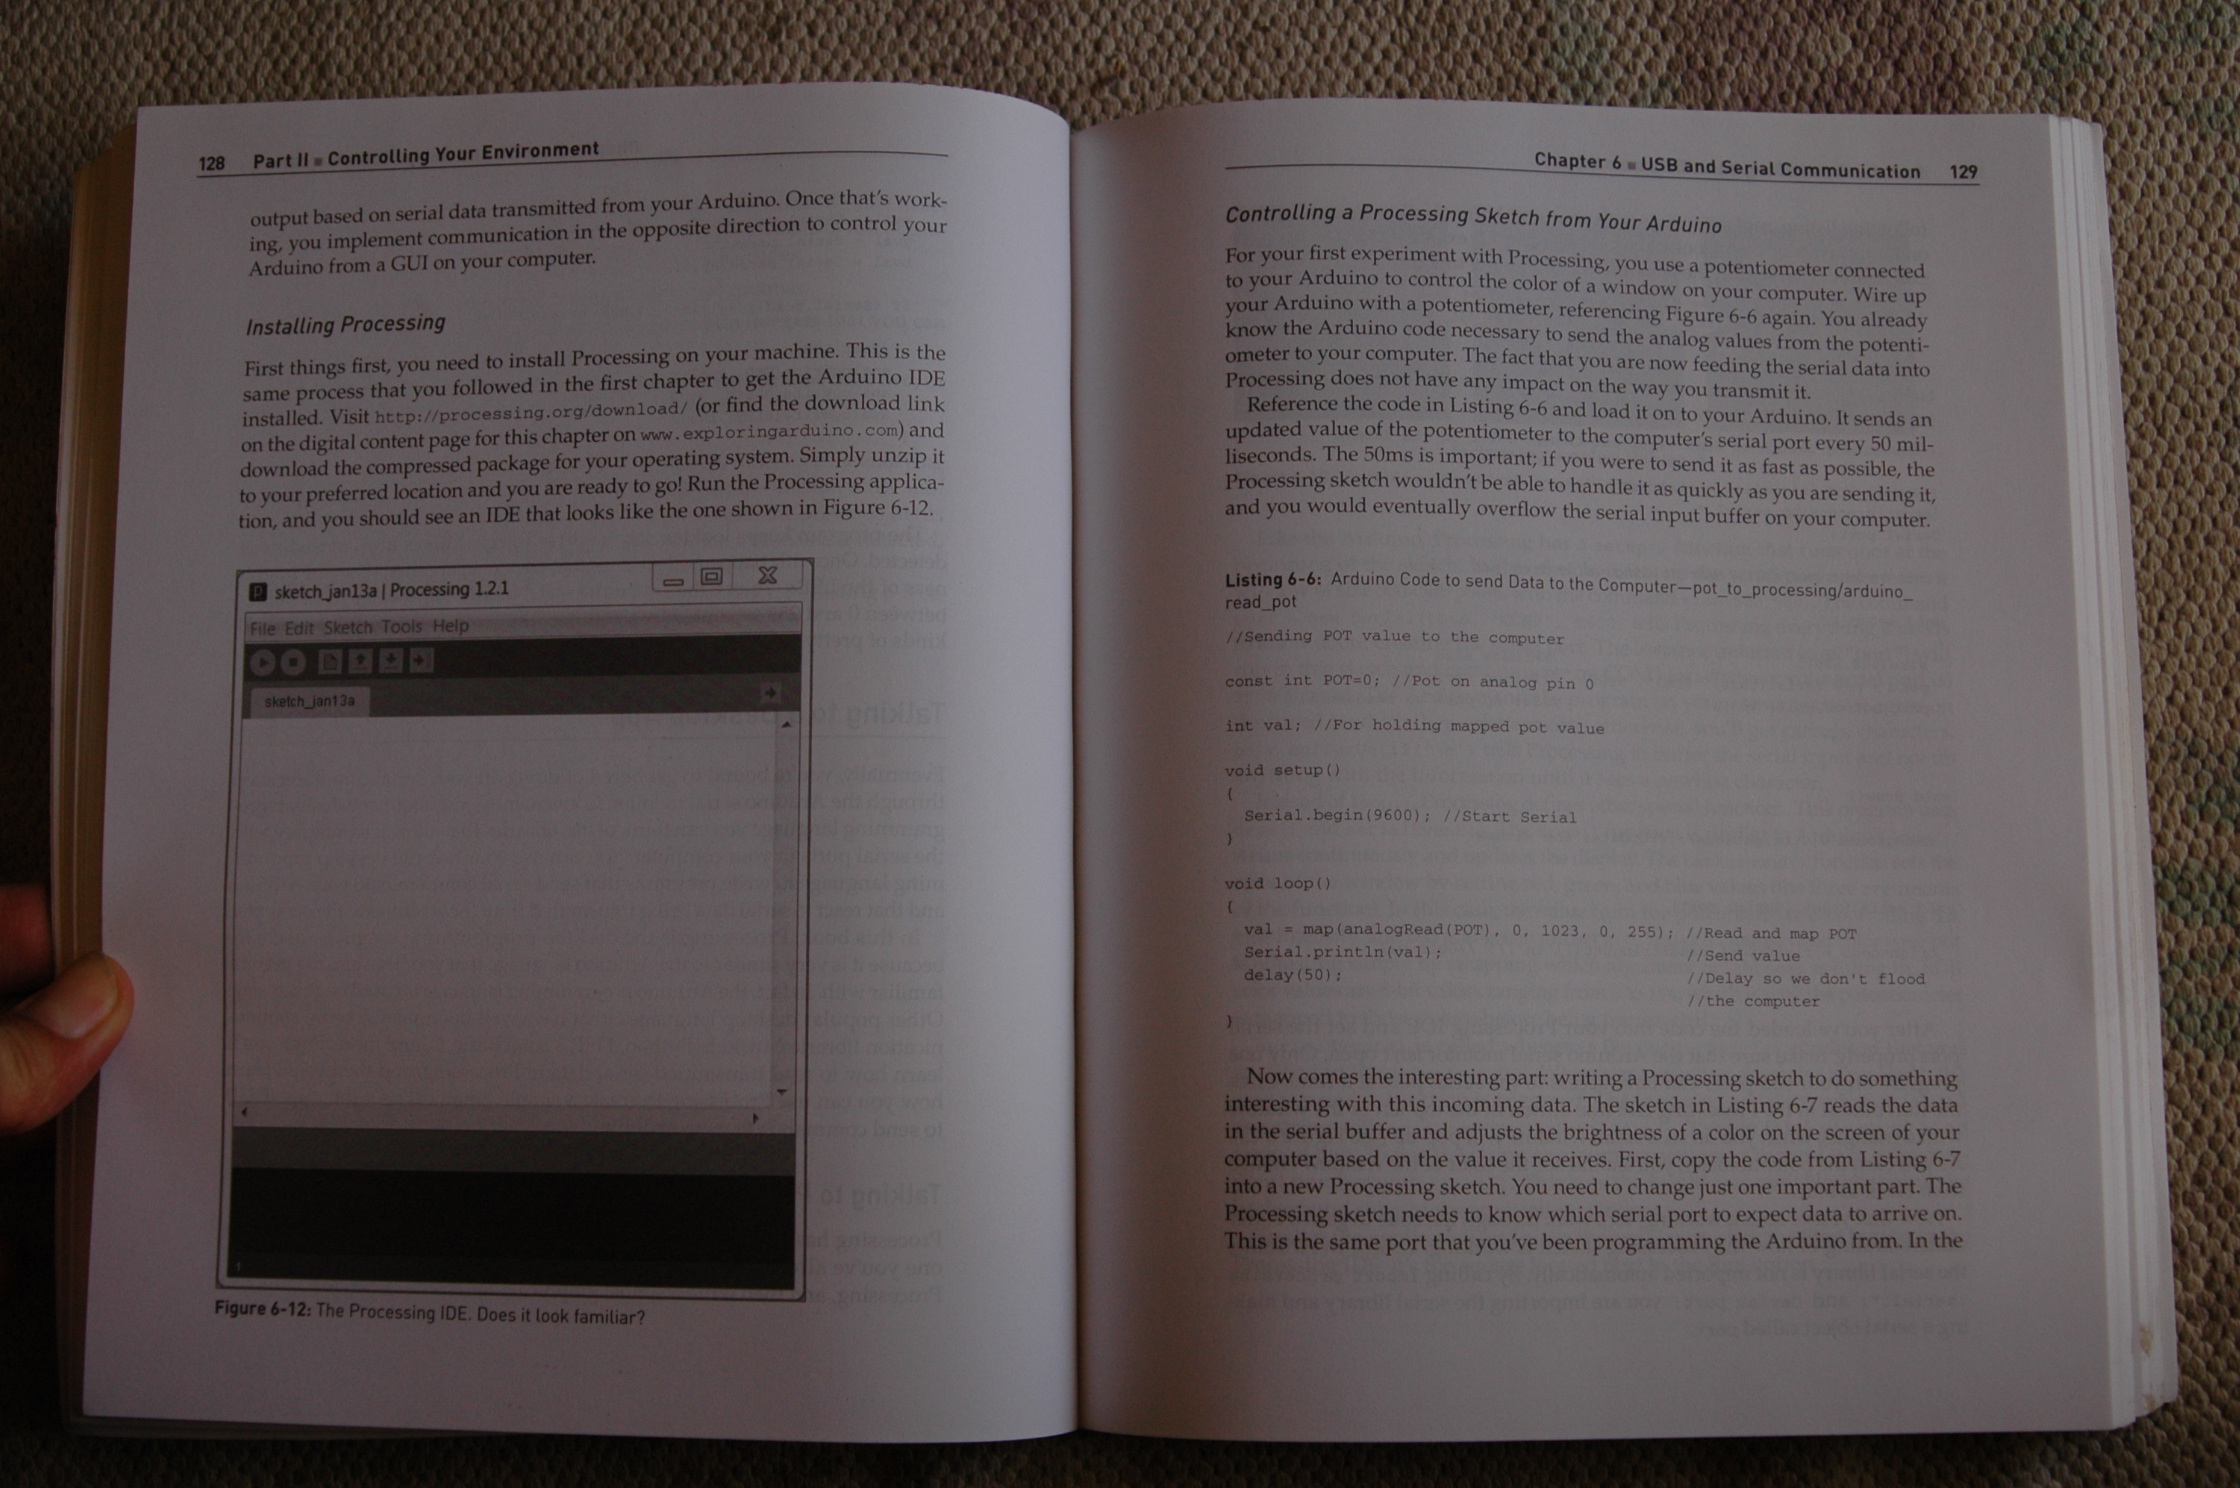 128 Part II ■ Controlling Your Environment
output based on serial data transmitted from your Arduino. Once that's work-
ing, you implement communication in the opposite direction to control your
Arduino from a GUI on your computer.
Installing Processing
First things first, you need to install Processing on your machine. This is the
same process that you followed in the first chapter to get the Arduino IDE
installed. Visit http://processing.org/download/ (or find the download link
on the digital content page for this chapter on www.exploringarduino.com) and
download the compressed package for your operating system. Simply unzip it
to your preferred location and you are ready to go! Run the Processing applica-
tion, and you should see an IDE that looks like the one shown in Figure 6-12.
sketch_jan13a | Processing 1.2.1
File Edit Sketch Tools Help
sketch_jan13a
1
Figure 6-12: The Processing IDE. Does it look familiar?
Chapter 6 ■ USB and Serial Communication 129
Controlling a Processing Sketch from Your Arduino
For your first experiment with Processing, you use a potentiometer connected
to your Arduino to control the color of a window on your computer. Wire up
your Arduino with a potentiometer, referencing Figure 6-6 again. You already
know the Arduino code necessary to send the analog values from the potenti-
ometer to your computer. The fact that you are now feeding the serial data into
Processing does not have any impact on the way you transmit it.
Reference the code in Listing 6-6 and load it on to your Arduino. It sends an
updated value of the potentiometer to the computer's serial port every 50 mil-
liseconds. The 50ms is important; if you were to send it as fast as possible, the
Processing sketch wouldn't be able to handle it as quickly as you are sending it,
and you would eventually overflow the serial input buffer on your computer.
Listing 6-6: Arduino Code to send Data to the Computer—pot_to_processing/arduino_
read_pot
//Sending POT value to the computer
const int POT=0; //Pot on analog pin 0
int val; //For holding mapped pot value
void setup()
{
Serial.begin(9600); //Start Serial
}
void loop()
{
val = map(analogRead(POT), 0, 1023, 0, 255); //Read and map POT
Serial.println(val); //Send value
delay(50); //Delay so we don't flood
//the computer
}
Now comes the interesting part: writing a Processing sketch to do something
interesting with this incoming data. The sketch in Listing 6-7 reads the data
in the serial buffer and adjusts the brightness of a color on the screen of your
computer based on the value it receives. First, copy the code from Listing 6-7
into a new Processing sketch. You need to change just one important part. The
Processing sketch needs to know which serial port to expect data to arrive on.
This is the same port that you've been programming the Arduino from. In the